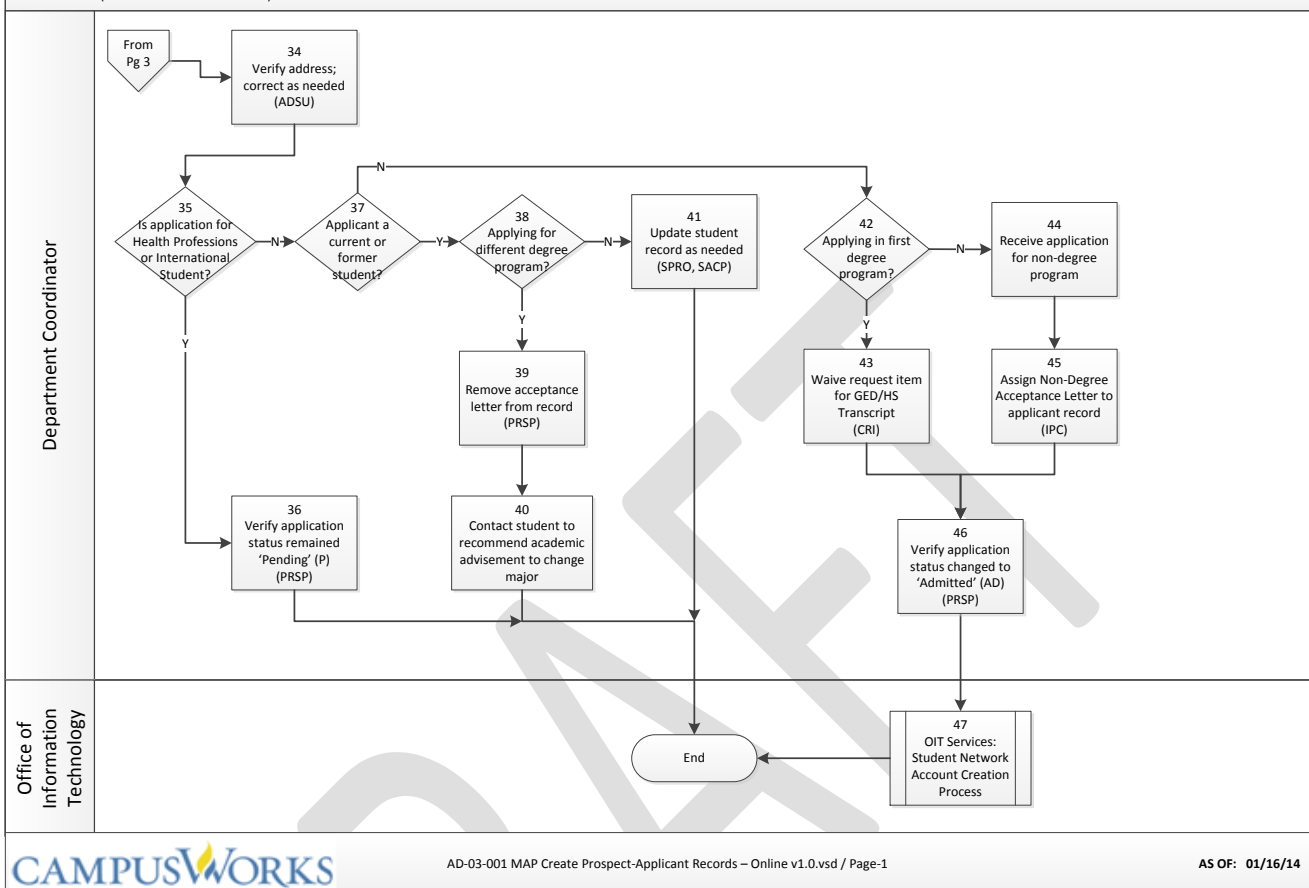 Department Coordinator
From
Pg 3
34
Verify address;
correct as needed
(ADSU)
35
Is application for
Health Professions
or International
Student?
N
Y
36
Verify application
status remained
‘Pending’ (P)
(PRSP)
37
Applicant a
current or
former
student?
N
Y
38
Applying for
different degree
program?
N
Y
39
Remove acceptance
letter from record
(PRSP)
40
Contact student to
recommend academic
advisement to change
major
41
Update student
record as needed
(SPRO, SACP)
42
Applying in first
degree
program?
N
Y
43
Waive request item
for GED/HS
Transcript
(CRI)
44
Receive application
for non-degree
program
45
Assign Non-Degree
Acceptance Letter to
applicant record
(IPC)
46
Verify application
status changed to
‘Admitted’ (AD)
(PRSP)
Office of
Information
Technology
47
OIT Services:
Student Network
Account Creation
Process
End
DRAFT
CAMPUSWORKS
AD-03-001 MAP Create Prospect-Applicant Records – Online v1.0.vsd / Page-1
AS OF: 01/16/14